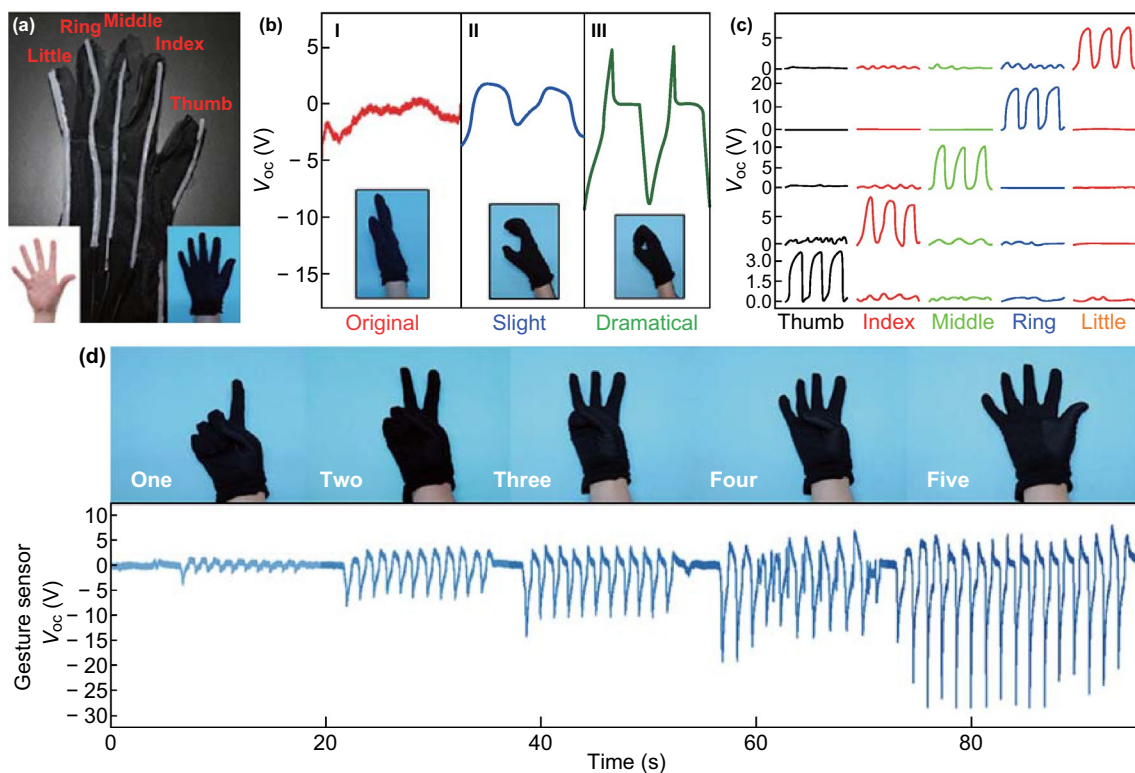 (a)
Little
Ring
Middle
Index
Thumb
(b)
I
II
III
5
0
− 5
− 10
− 15
V_oc (V)
Original
Slight
Dramatical
(c)
5
0
20
10
0
10
5
0
5
0
3.0
1.5
0.0
V_oc (V)
Thumb
Index
Middle
Ring
Little
(d)
One
Two
Three
Four
Five
Gesture sensor
V_oc (V)
10
5
0
− 5
− 10
− 15
− 20
− 25
− 30
0
20
40
60
80
Time (s)